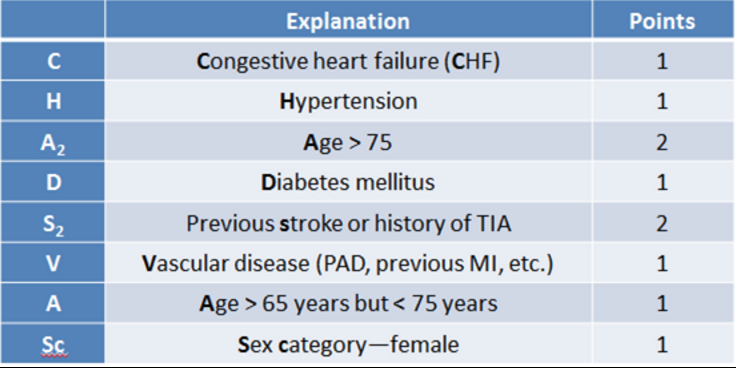 Explanation Points
C Congestive heart failure (CHF) 1
H Hypertension 1
A2 Age > 75 2
D Diabetes mellitus 1
S2 Previous stroke or history of TIA 2
V Vascular disease (PAD, previous MI, etc.) 1
A Age > 65 years but < 75 years 1
Sc Sex category—female 1